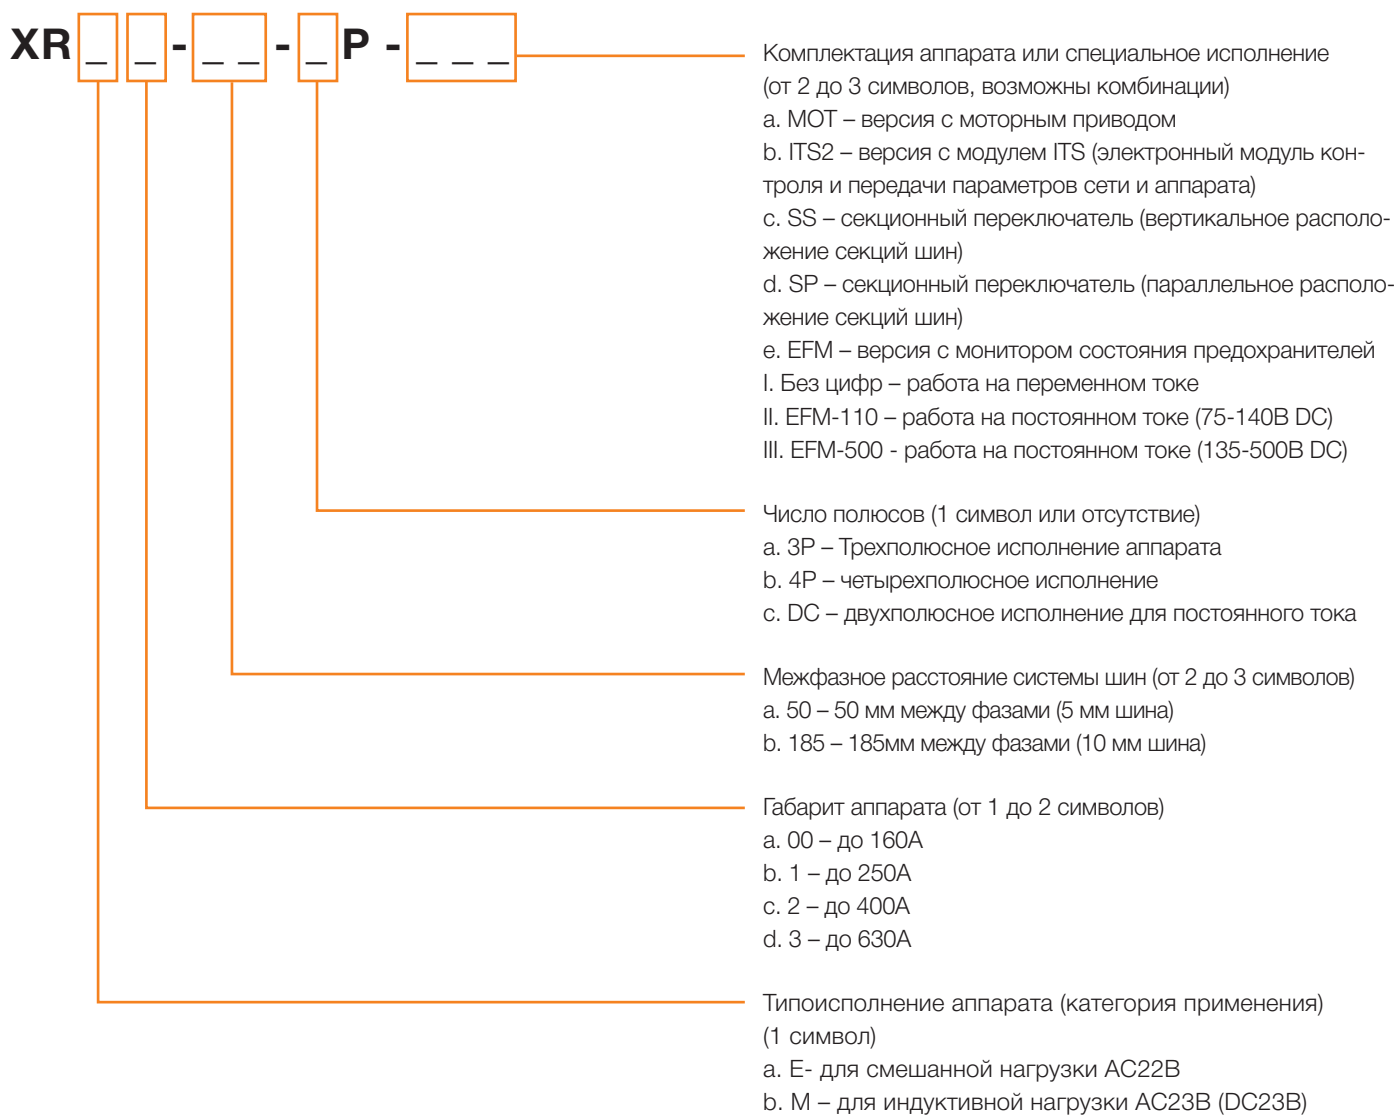 XR_ _-_ _-_P-_ _ _
Комплектация аппарата или специальное исполнение
(от 2 до 3 символов, возможны комбинации)
a. MOT – версия с моторным приводом
b. ITS2 – версия с модулем ITS (электронный модуль кон-
троля и передачи параметров сети и аппарата)
c. SS – секционный переключатель (вертикальное располо-
жение секций шин)
d. SP – секционный переключатель (параллельное располо-
жение секций шин)
e. EFM – версия с монитором состояния предохранителей
I. Без цифр – работа на переменном токе
II. EFM-110 – работа на постоянном токе (75-140В DC)
III. EFM-500 - работа на постоянном токе (135-500В DC)
Число полюсов (1 символ или отсутствие)
a. 3P – Трехполюсное исполнение аппарата
b. 4P – четырехполюсное исполнение
c. DC – двухполюсное исполнение для постоянного тока
Межфазное расстояние системы шин (от 2 до 3 символов)
a. 50 – 50 мм между фазами (5 мм шина)
b. 185 – 185мм между фазами (10 мм шина)
Габарит аппарата (от 1 до 2 символов)
a. 00 – до 160А
b. 1 – до 250А
c. 2 – до 400А
d. 3 – до 630А
Типоисполнение аппарата (категория применения)
(1 символ)
a. E- для смешанной нагрузки AC22B
b. M – для индуктивной нагрузки AC23B (DC23B)